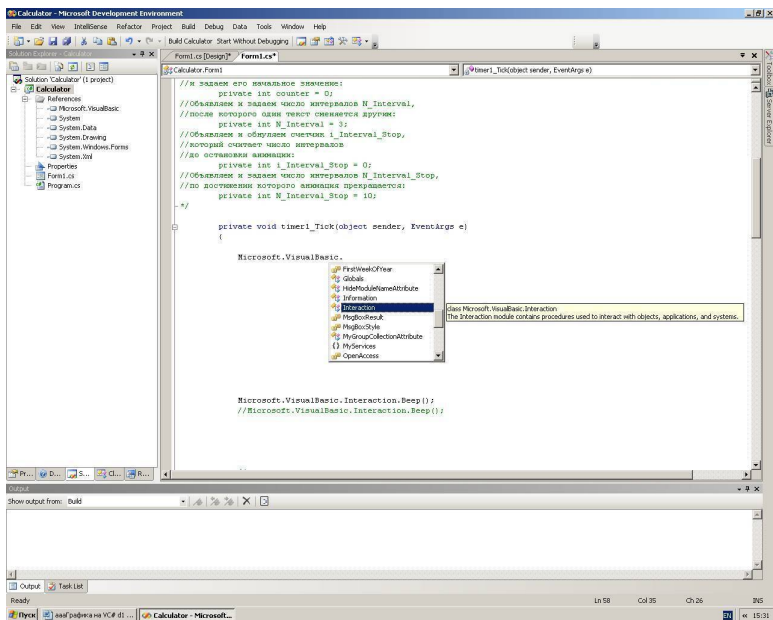 Calculator - Microsoft Development Environment
File Edit View IntelliSense Refactor Project Build Debug Data Tools Window Help
Build Calculator Start Without Debugging
Solution Explorer - Calculator
Form1.cs [Design]* Form1.cs*
Calculator.Form1 timer1_Tick(object sender, EventArgs e)
Solution 'Calculator' (1 project)
Calculator
References
Microsoft.VisualBasic
System
System.Data
System.Drawing
System.Windows.Forms
System.Xml
Properties
Form1.cs
Program.cs
//и задаем его начальное значение:
private int counter = 0;
//Объявляем и задаем число интервалов N_Interval,
//после которого один текст сменяется другим:
private int N_Interval = 3;
//Объявляем и обнуляем счетчик i_Interval_Stop,
//который считает число интервалов
//до остановки анимации:
private int i_Interval_Stop = 0;
//Объявляем и задаем число интервалов N_Interval_Stop,
//по достижении которого анимация прекращается:
private int N_Interval_Stop = 10;
*/
private void timer1_Tick(object sender, EventArgs e)
{
Microsoft.VisualBasic.
FirstWeekOfYear
Globals
HideModuleNameAttribute
Information
Interaction
MsgBoxResult
MsgBoxStyle
MyGroupCollectionAttribute
{} MyServices
OpenAccess
class Microsoft.VisualBasic.Interaction
The Interaction module contains procedures used to interact with objects, applications, and systems.
Microsoft.VisualBasic.Interaction.Beep();
//Microsoft.VisualBasic.Interaction.Beep();
Toolbox
Server Explorer
Pr... D... S... Cl... R...
Output
Show output from: Build
Output Task List
Ready Ln 58 Col 35 Ch 26 INS
Пуск аааГрафика на VC# d1 ... Calculator - Microsoft... EN « 15:31